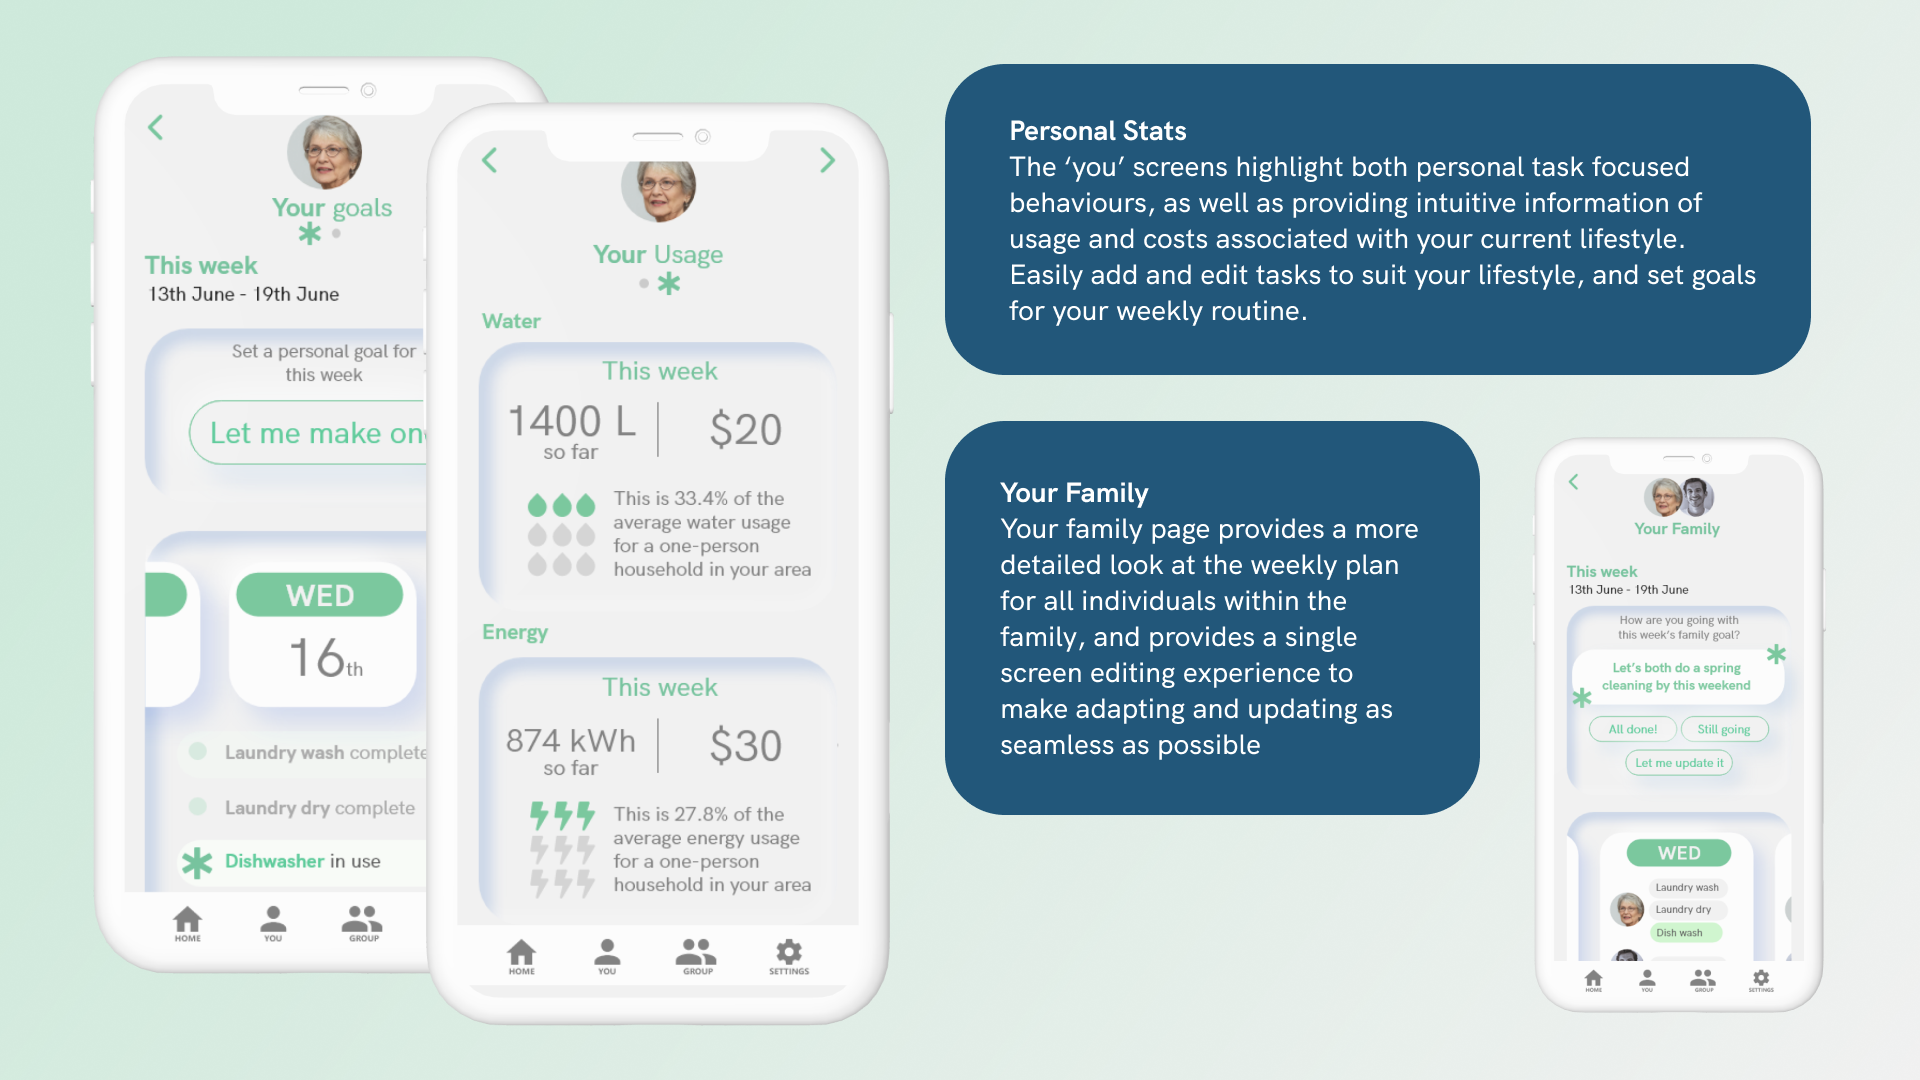 Your goals
This week
13th June - 19th June
Set a personal goal for
this week
Let me make on
WED
16th
Laundry wash complete
Laundry dry complete
Dishwasher in use
HOME
YOU
GROUP
Your Usage
Water
This week
1400 L
so far
$20
This is 33.4% of the
average water usage
for a one-person
household in your area
Energy
This week
874 kWh
so far
$30
This is 27.8% of the
average energy usage
for a one-person
household in your area
HOME
YOU
GROUP
SETTINGS
Personal Stats
The ‘you’ screens highlight both personal task focused
behaviours, as well as providing intuitive information of
usage and costs associated with your current lifestyle.
Easily add and edit tasks to suit your lifestyle, and set goals
for your weekly routine.
Your Family
Your family page provides a more
detailed look at the weekly plan
for all individuals within the
family, and provides a single
screen editing experience to
make adapting and updating as
seamless as possible
Your Family
This week
13th June - 19th June
How are you going with
this week's family goal?
Let's both do a spring
cleaning by this weekend
All done!
Still going
Let me update it
WED
Laundry wash
Laundry dry
Dish wash
HOME
YOU
GROUP
SETTINGS